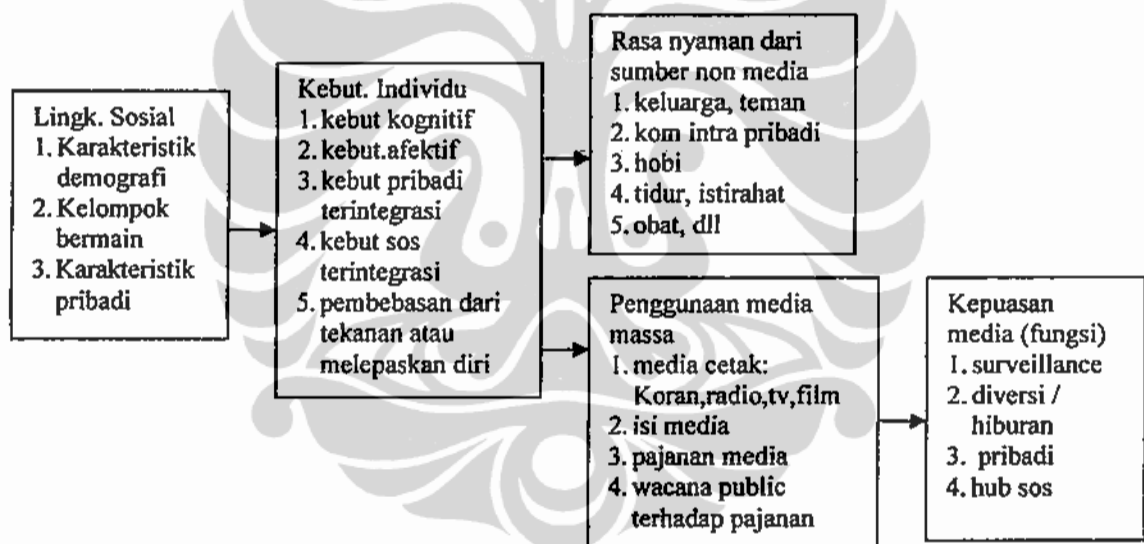 Lingk. Sosial
1. Karakteristik
demografi
2. Kelompok
bermain
3. Karakteristik
pribadi
Kebut. Individu
1. kebut kognitif
2. kebut.afektif
3. kebut pribadi
terintegrasi
4. kebut sos
terintegrasi
5. pembebasan dari
tekanan atau
melepaskan diri
Rasa nyaman dari
sumber non media
1. keluarga, teman
2. kom intra pribadi
3. hobi
4. tidur, istirahat
5. obat, dll
Penggunaan media
massa
1. media cetak:
Koran,radio,tv,film
2. isi media
3. pajanan media
4. wacana public
terhadap pajanan
Kepuasan
media (fungsi)
1. surveillance
2. diversi /
hiburan
3. pribadi
4. hub sos